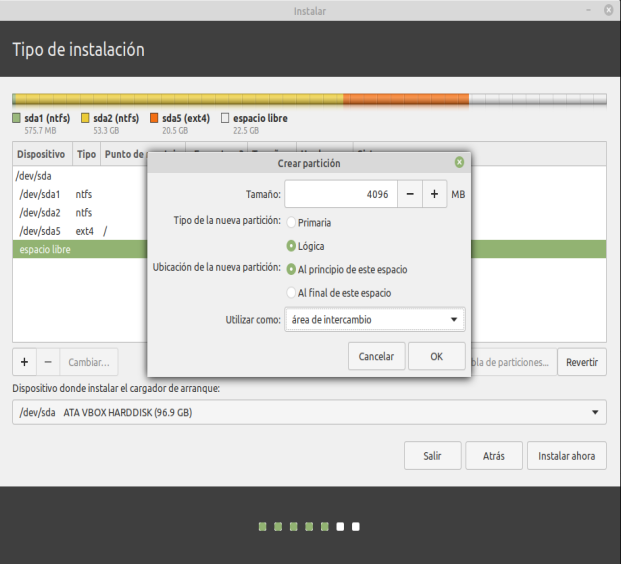 Instalar
Tipo de instalación
sda1 (ntfs) sda2 (ntfs) sda5 (ext4) espacio libre
575.7 MB 53.3 GB 20.5 GB 22.5 GB
Dispositivo Tipo Punto de
/dev/sda
/dev/sda1 ntfs
/dev/sda2 ntfs
/dev/sda5 ext4 /
espacio libre
Crear partición
Tamaño: 4096 − + MB
Tipo de la nueva partición: Primaria
Lógica
Ubicación de la nueva partición: Al principio de este espacio
Al final de este espacio
Utilizar como: área de intercambio
Cancelar OK
+ − Cambiar... bla de particiones... Revertir
Dispositivo donde instalar el cargador de arranque:
/dev/sda ATA VBOX HARDDISK (96.9 GB)
Salir Atrás Instalar ahora